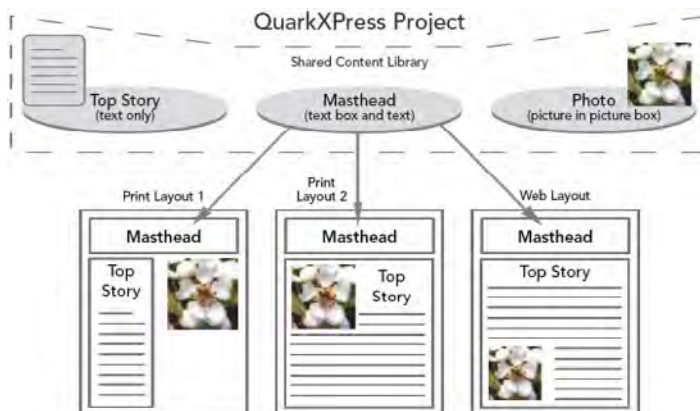 QuarkXPress Project
Shared Content Library
Top Story
(text only)
Masthead
(text box and text)
Photo
(picture in picture box)
Print Layout 1
Print
Layout 2
Web Layout
Masthead
Top
Story
Masthead
Top
Story
Masthead
Top Story